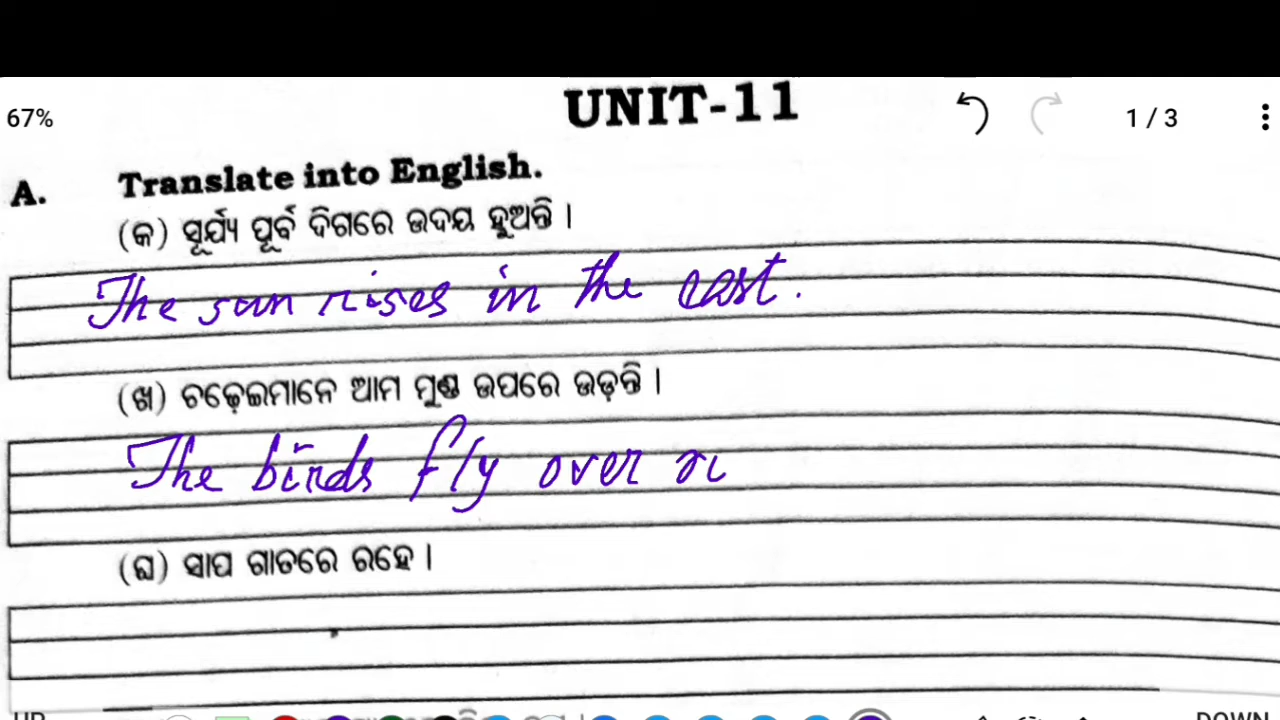 UNIT-11
67%
1 / 3
A. Translate into English.
(କ) ସୂର୍ଯ୍ୟ ପୂର୍ବ ଦିଗରେ ଉଦୟ ହୁଅନ୍ତି ।
The sun rises in the east.
(ଖ) ଚଢ଼େଇମାନେ ଆମ ମୁଣ୍ଡ ଉପରେ ଉଡ଼ନ୍ତି ।
The birds fly over
(ଘ) ସାପ ଗାତରେ ରହେ ।